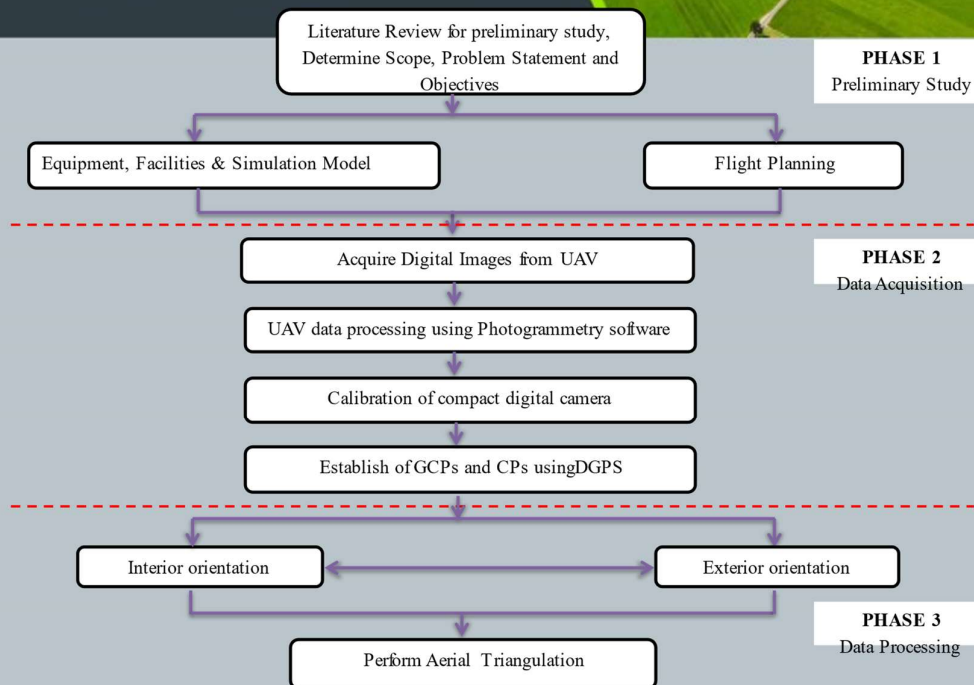 Literature Review for preliminary study,
Determine Scope, Problem Statement and
Objectives
PHASE 1
Preliminary Study
Equipment, Facilities & Simulation Model
Flight Planning
Acquire Digital Images from UAV
PHASE 2
Data Acquisition
UAV data processing using Photogrammetry software
Calibration of compact digital camera
Establish of GCPs and CPs usingDGPS
Interior orientation
Exterior orientation
PHASE 3
Data Processing
Perform Aerial Triangulation